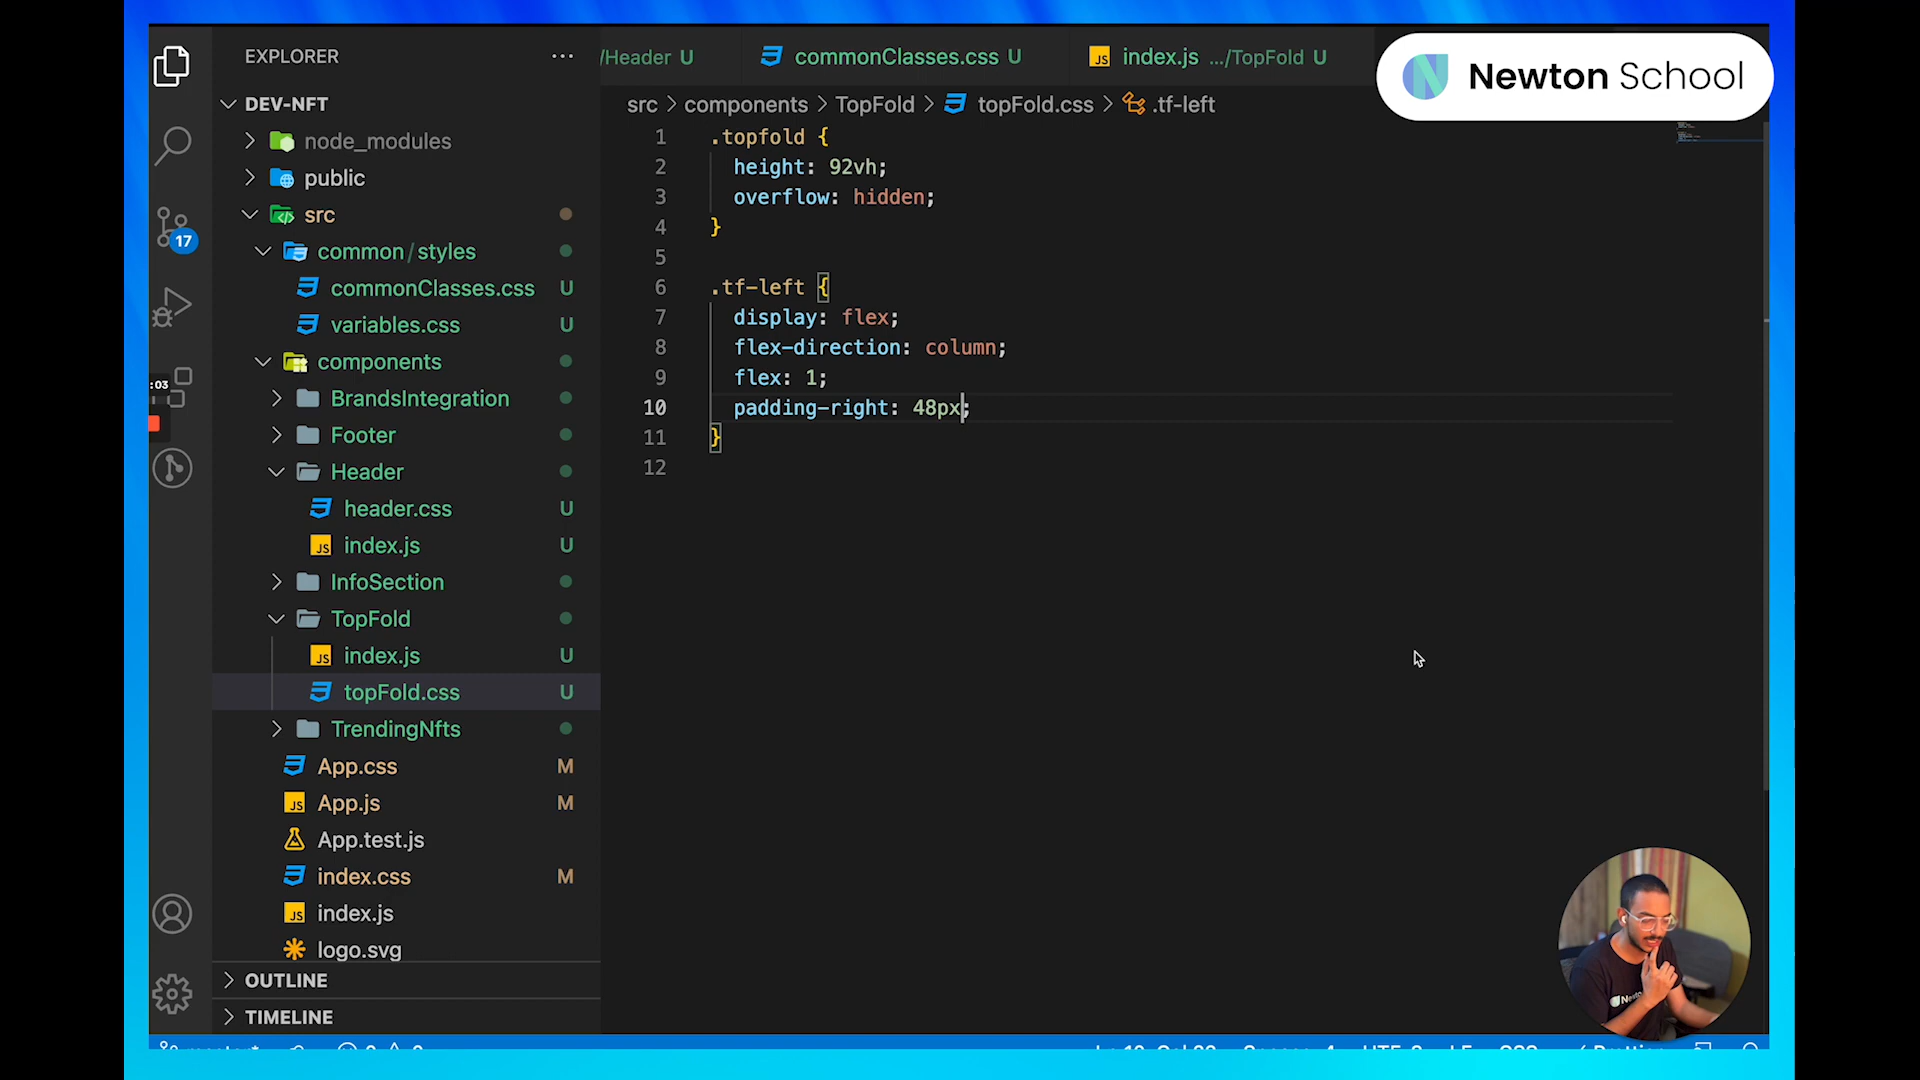 EXPLORER
/Header U
commonClasses.css U
index.js .../TopFold U
Newton School
DEV-NFT
src > components > TopFold > topFold.css > .tf-left
node_modules
public
src
common/styles
commonClasses.css U
variables.css U
components
BrandsIntegration
Footer
Header
header.css U
index.js U
InfoSection
TopFold
index.js U
topFold.css U
TrendingNfts
App.css M
App.js M
App.test.js
index.css M
index.js
logo.svg
OUTLINE
TIMELINE
17
:03
1 .topfold {
2 height: 92vh;
3 overflow: hidden;
4 }
5
6 .tf-left {
7 display: flex;
8 flex-direction: column;
9 flex: 1;
10 padding-right: 48px;
11 }
12